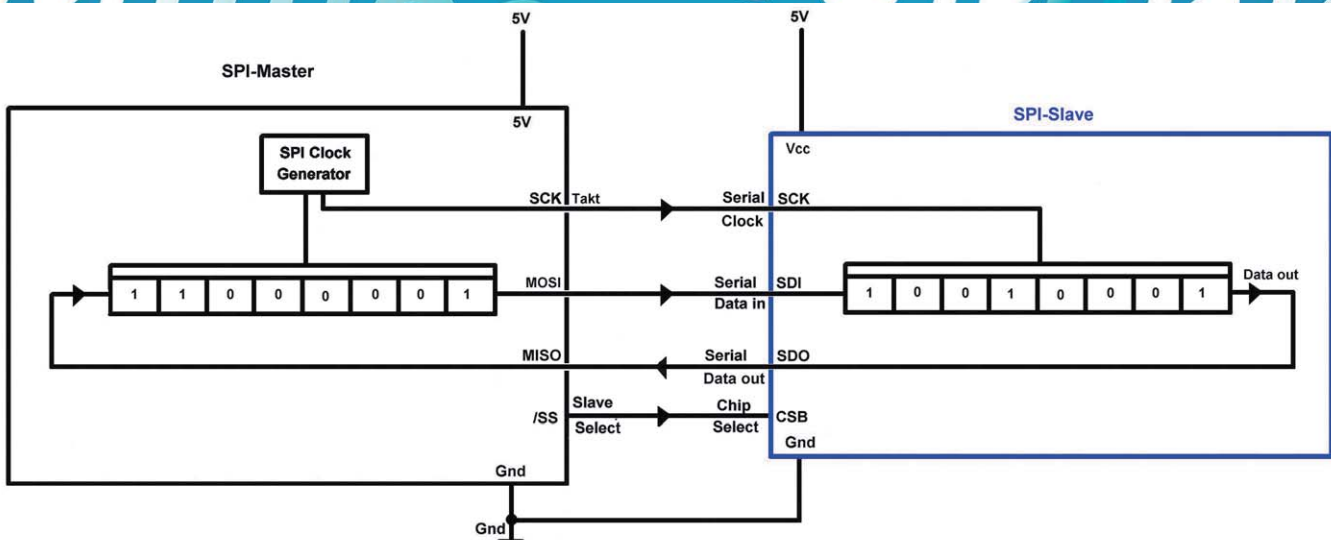 5V
5V
SPI-Master
SPI-Slave
5V
Vcc
SPI Clock
Generator
SCK Takt
Serial SCK
Clock
MOSI
Serial SDI
Data in
1 1 0 0 0 0 0 1
1 0 0 1 0 0 0 1
Data out
MISO
Serial SDO
Data out
/SS
Slave
Select
Chip
Select
CSB
Gnd
Gnd
Gnd